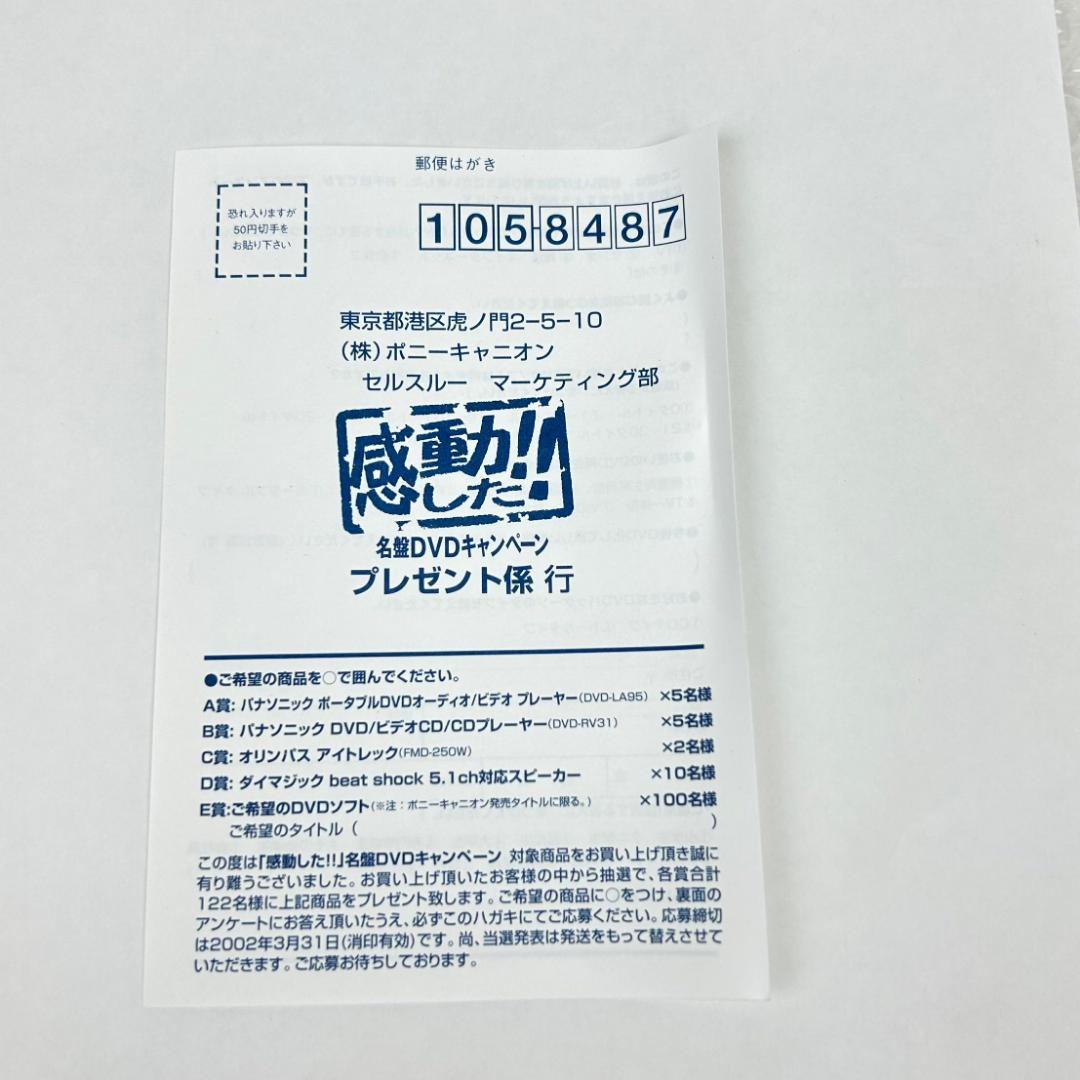 郵便はがき
恐れ入りますが
50円切手を
お貼り下さい
105-8487
東京都港区虎ノ門2-5-10
(株)ポニーキャニオン
セルスルー マーケティング部
感動した!!
名盤DVDキャンペーン
プレゼント係 行
●ご希望の商品を○で囲んでください。
A賞: パナソニック ポータブルDVDオーディオ/ビデオ プレーヤー(DVD-LA95) ×5名様
B賞: パナソニック DVD/ビデオCD/CDプレーヤー(DVD-RV31) ×5名様
C賞: オリンパス アイトレック(FMD-250W) ×2名様
D賞: ダイマジック beat shock 5.1ch対応スピーカー ×10名様
E賞:ご希望のDVDソフト(※注:ポニーキャニオン発売タイトルに限る。) ×100名様
ご希望のタイトル( )
この度は「感動した!!」名盤DVDキャンペーン 対象商品をお買い上げ頂き誠に
有り難うございました。お買い上げ頂いたお客様の中から抽選で、各賞合計
122名様に上記商品をプレゼント致します。ご希望の商品に○をつけ、裏面の
アンケートにお答え頂いたうえ、必ずこのハガキにてご応募ください。応募締切
は2002年3月31日(消印有効)です。尚、当選発表は発送をもって替えさせて
いただきます。ご応募お待ちしております。